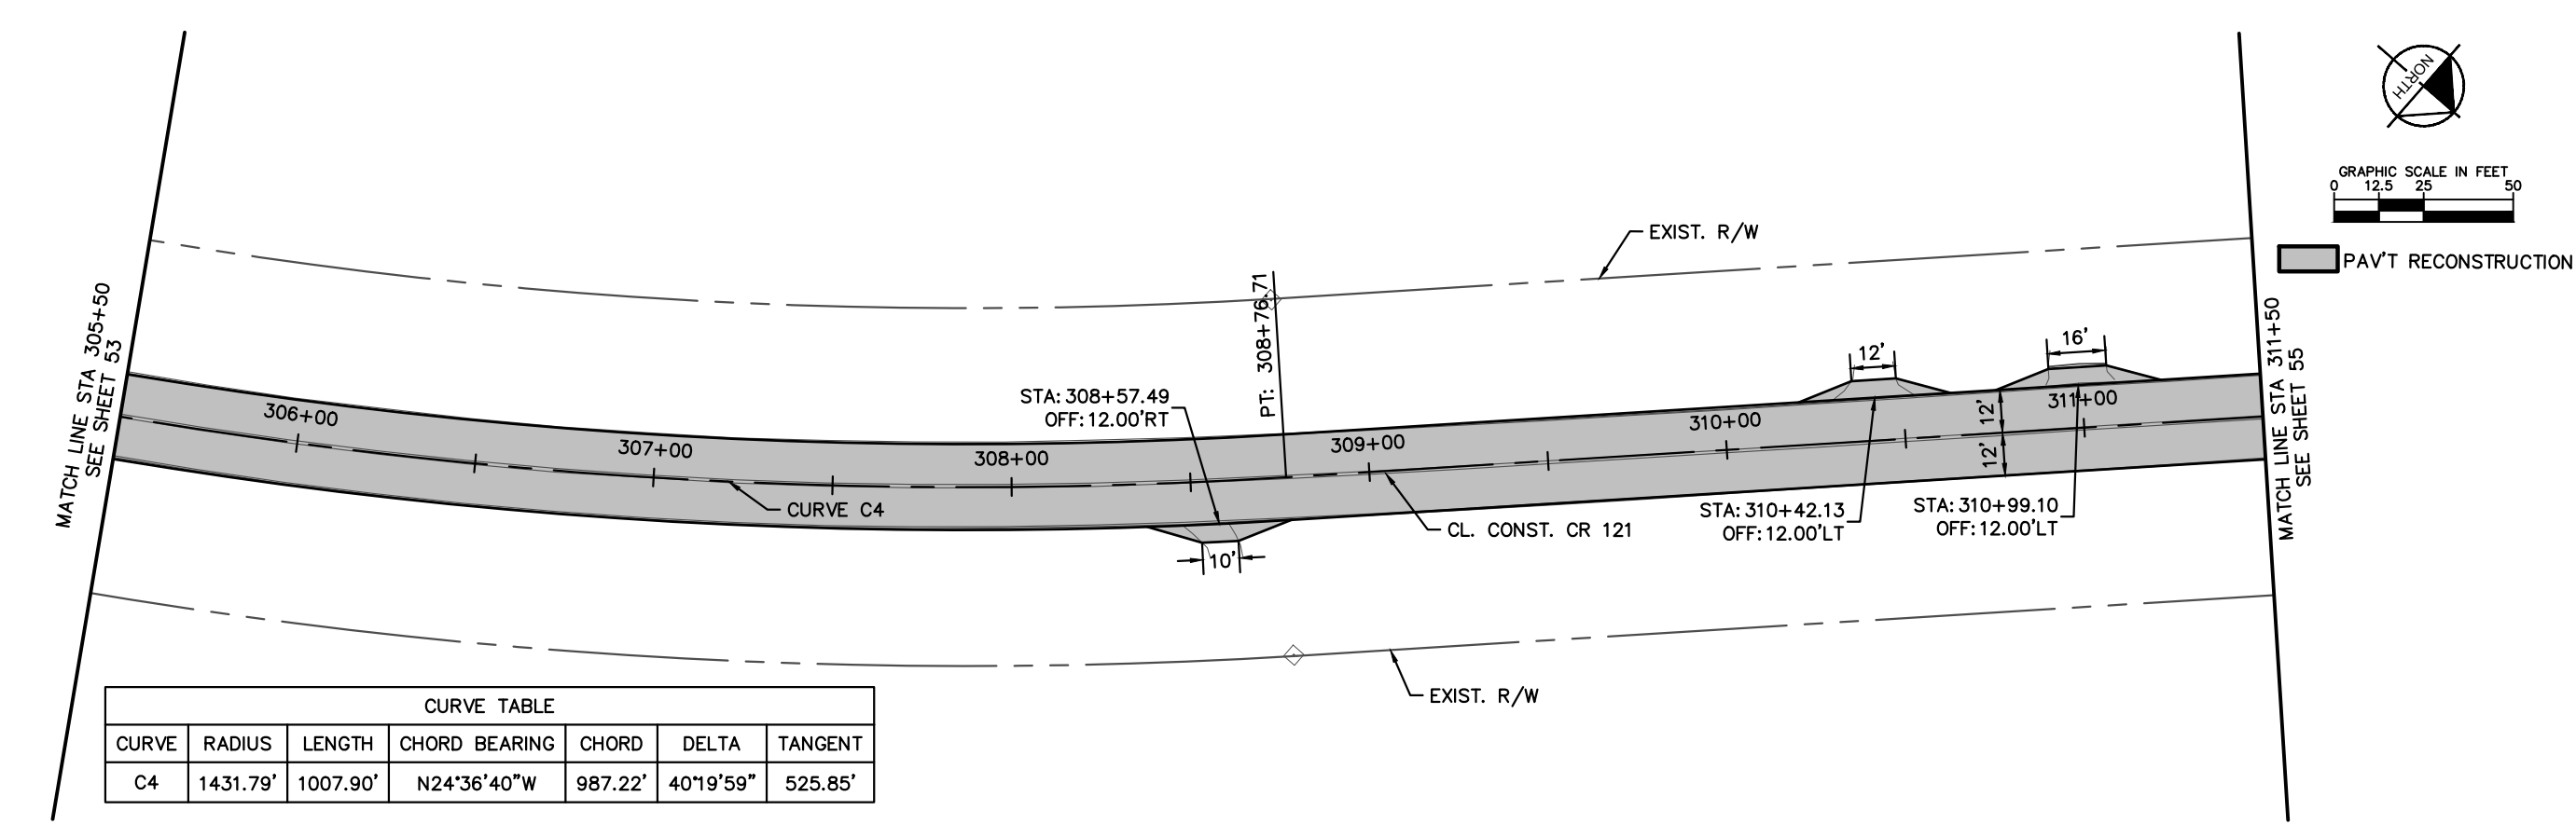 NORTH
GRAPHIC SCALE IN FEET
0 12.5 25 50
PAV'T RECONSTRUCTION
EXIST. R/W
MATCH LINE STA 305+50
SEE SHEET 53
PT: 308+76.71
MATCH LINE STA 311+50
SEE SHEET 55
12'
16'
STA: 308+57.49
OFF: 12.00'RT
306+00
307+00
308+00
309+00
310+00
311+00
12'
12'
CURVE C4
10'
CL. CONST. CR 121
STA: 310+42.13
OFF: 12.00'LT
STA: 310+99.10
OFF: 12.00'LT
EXIST. R/W
CURVE TABLE
CURVE RADIUS LENGTH CHORD BEARING CHORD DELTA TANGENT
C4 1431.79' 1007.90' N24°36'40"W 987.22' 40°19'59" 525.85'